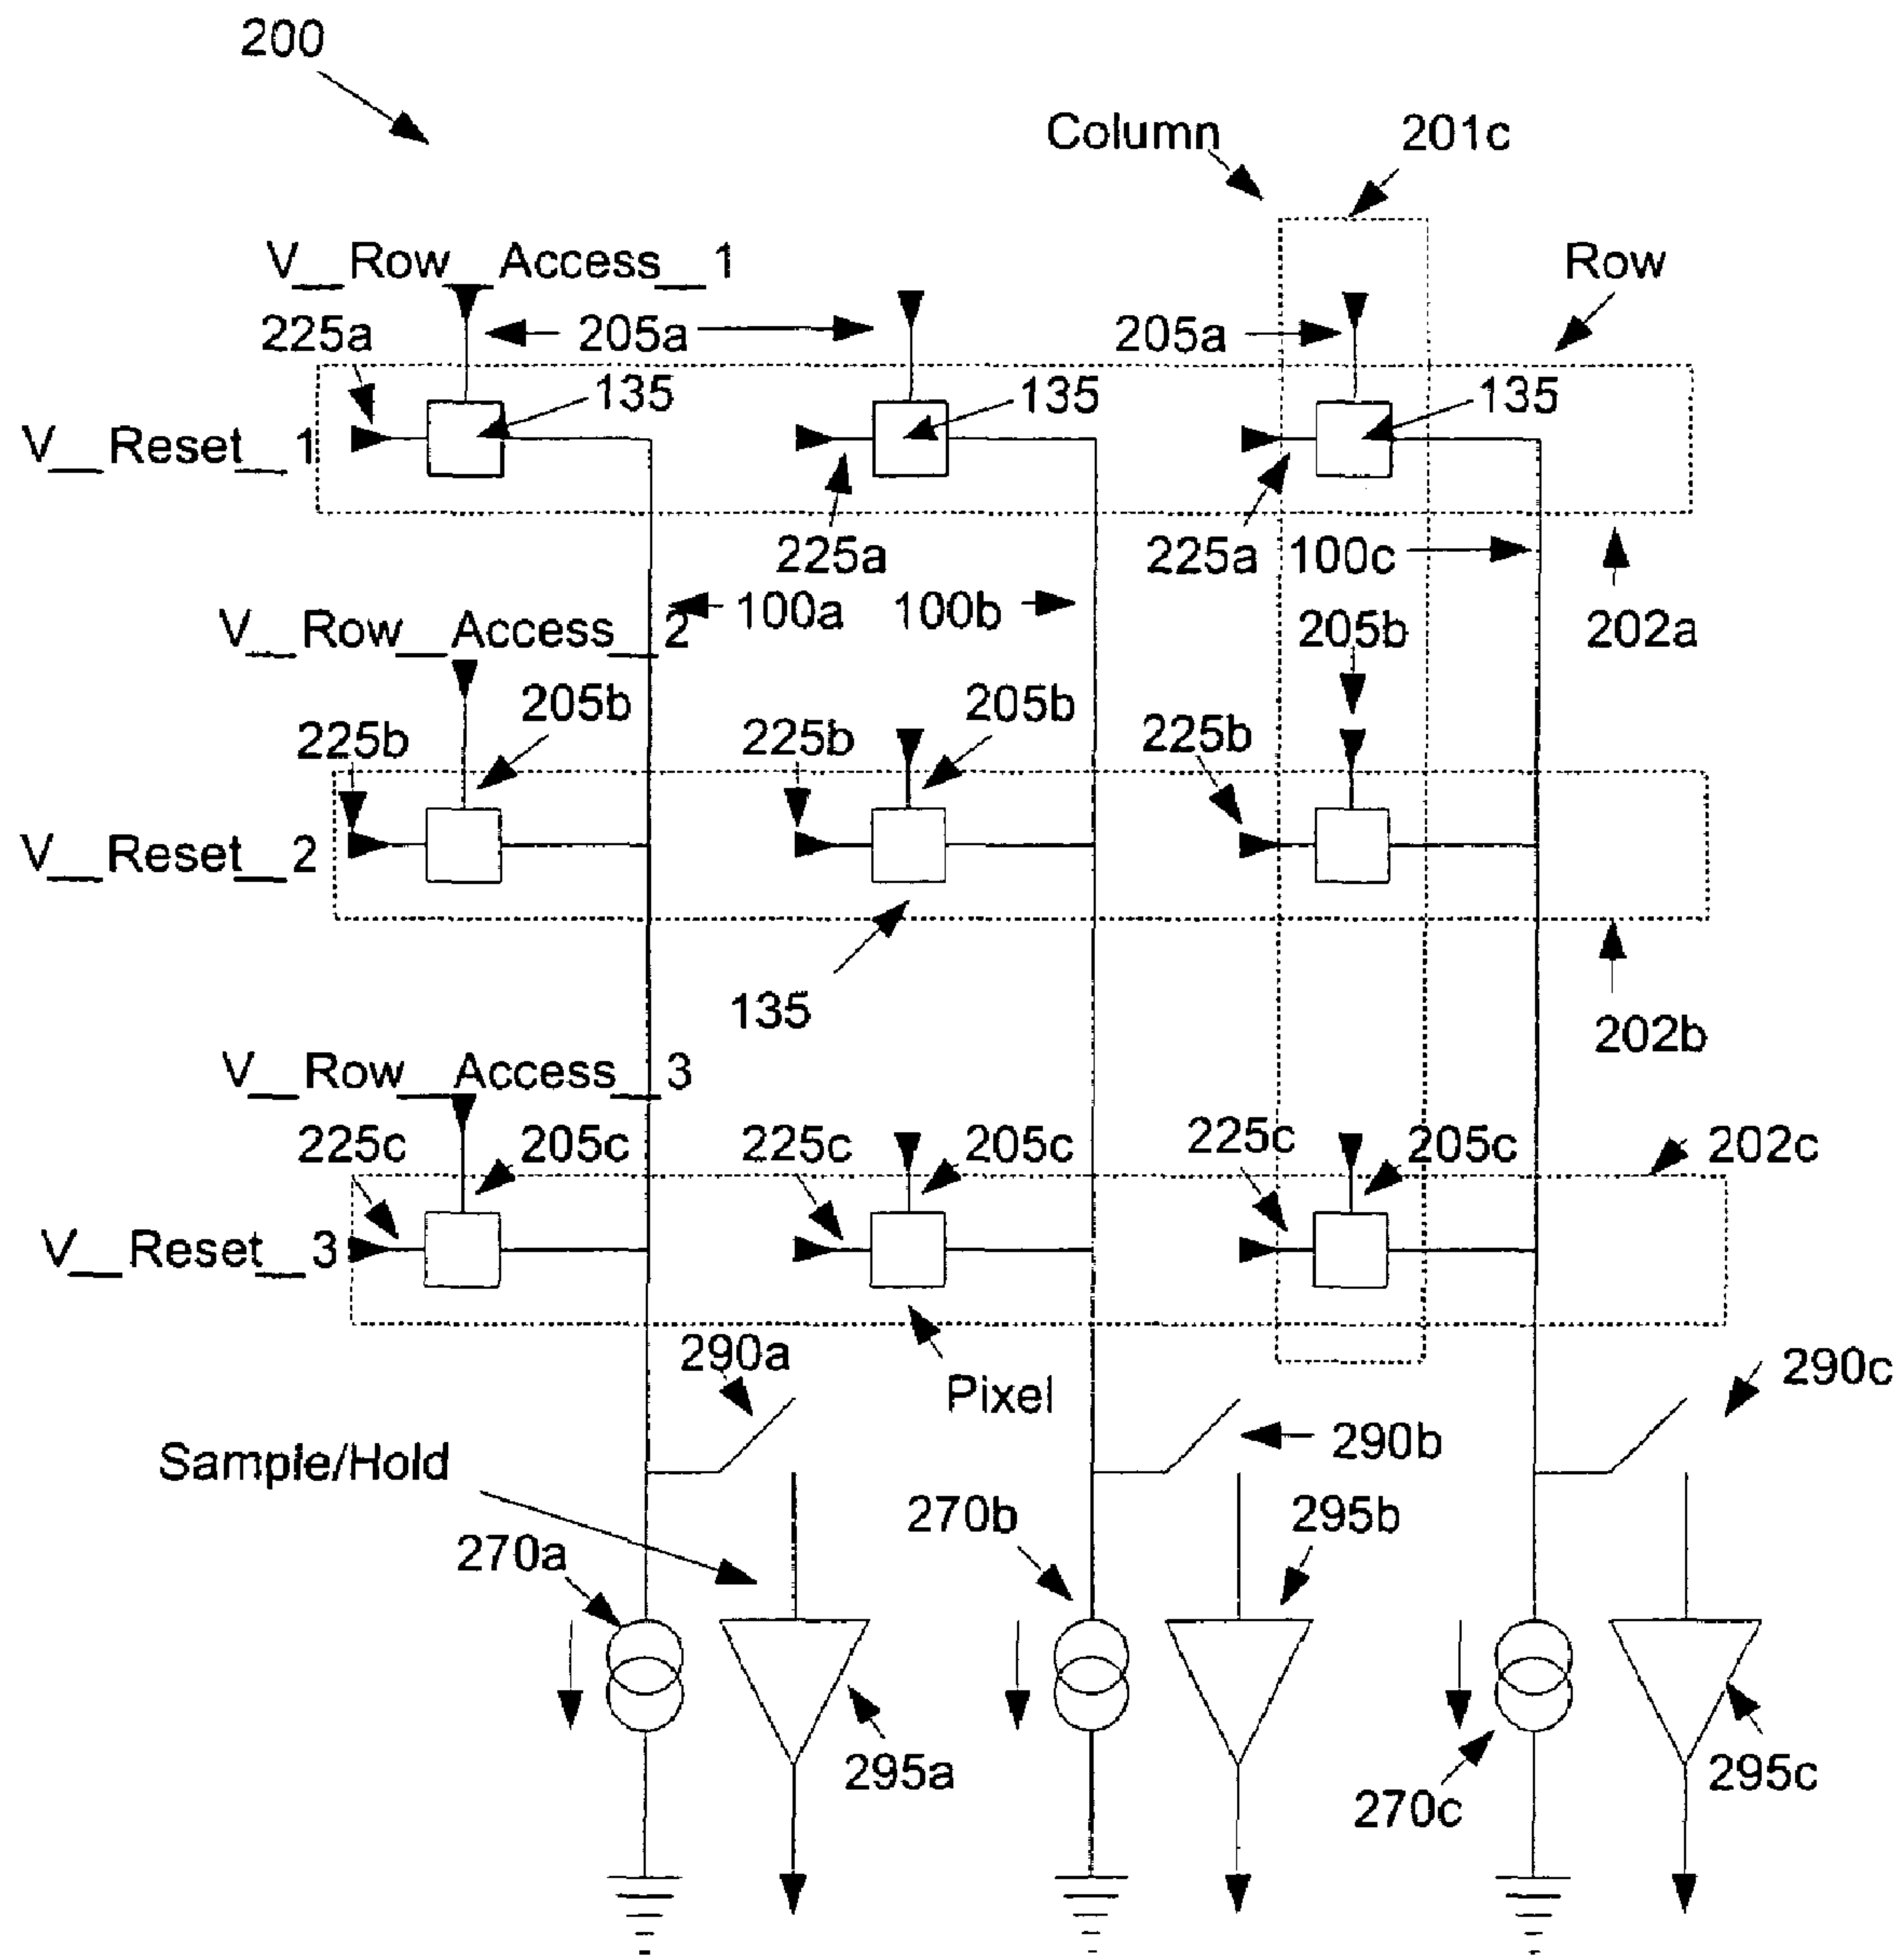 200
Column 201c
V__Row__Access__1 Row
225a 205a 205a
135 135 135
V__Reset__1
225a 225a 100c
100a 100b 202a
V__Row__Access__2 205b
205b 205b
225b 225b 225b
V__Reset__2
135
202b
V__Row__Access__3
225c 205c 225c 205c 225c 205c 202c
V__Reset__3
290a Pixel 290c
Sample/Hold 290b
270a 270b 295b
295a 270c 295c